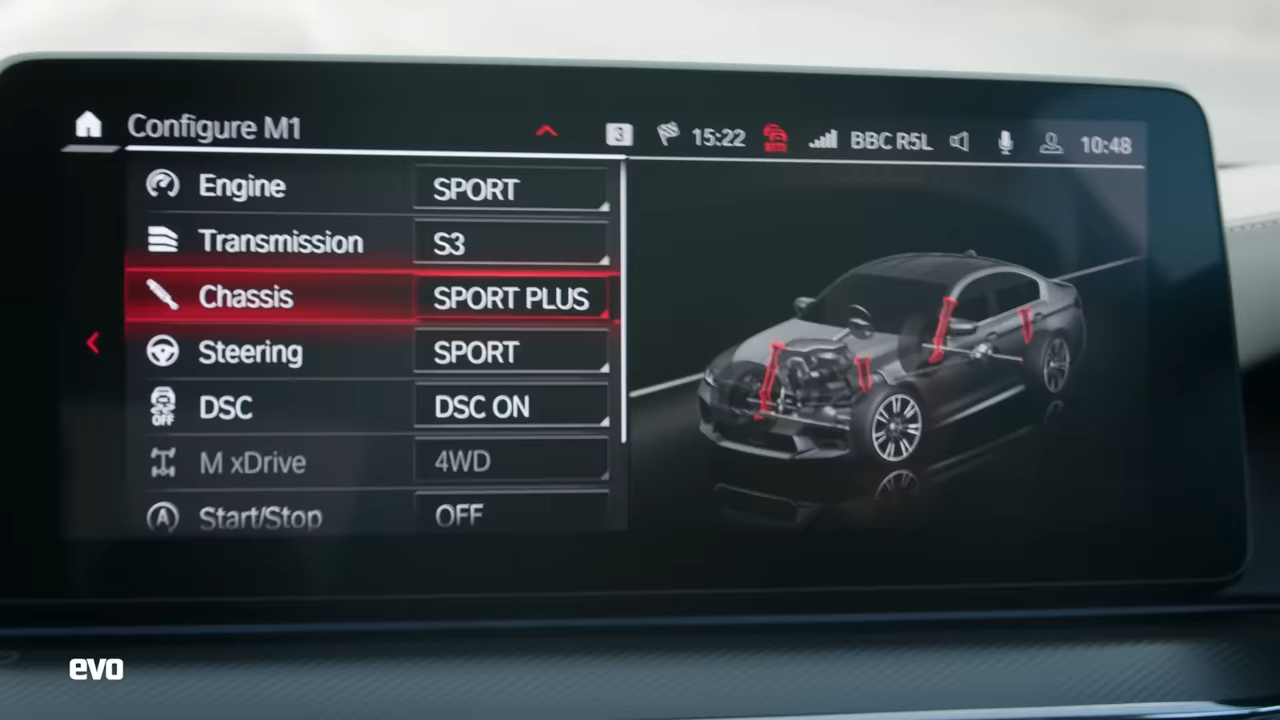 Configure M1
3 15:22 BBC R5L 10:48
Engine SPORT
Transmission S3
Chassis SPORT PLUS
Steering SPORT
OFF DSC DSC ON
M xDrive 4WD
A Start/Stop OFF
evo